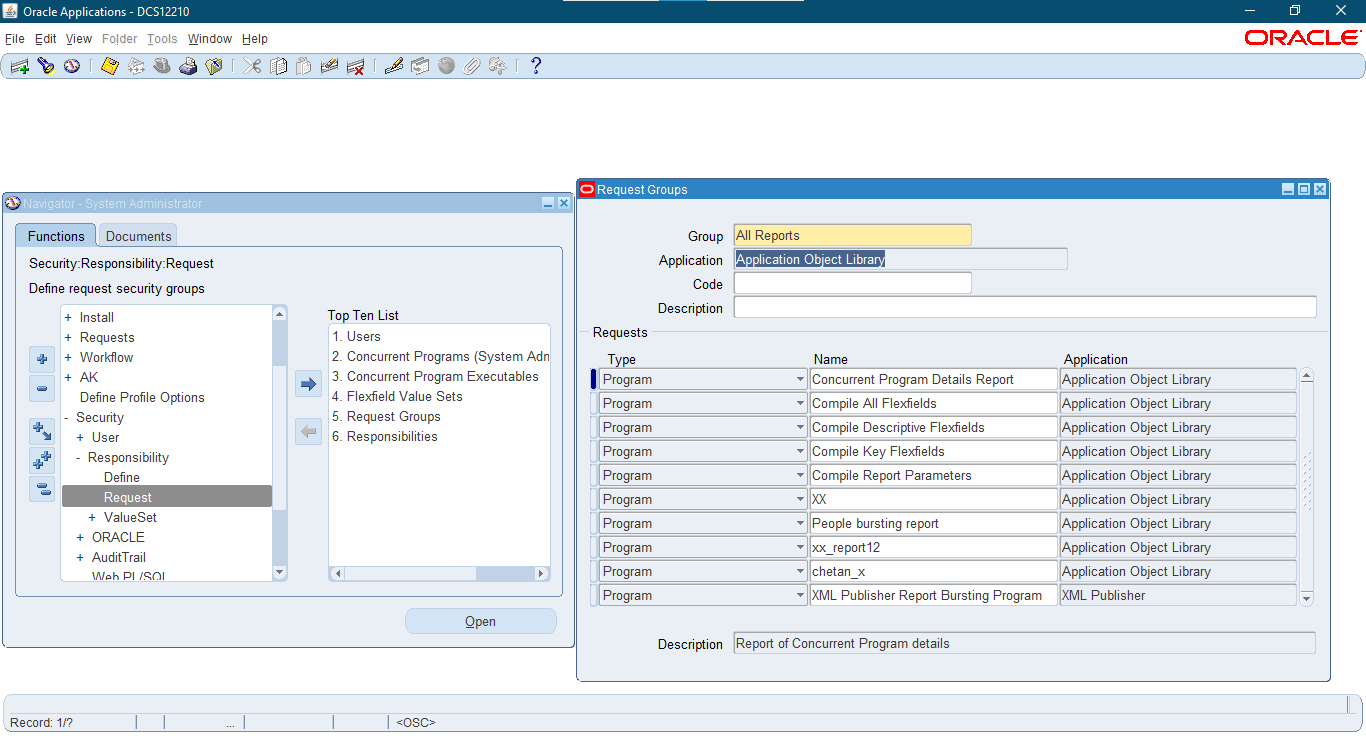 Oracle Applications - DCS12210
File Edit View Folder Tools Window Help
ORACLE
Navigator - System Administrator
Functions Documents
Security:Responsibility:Request
Define request security groups
+ Install
+ Requests
+ Workflow
+ AK
Define Profile Options
- Security
+ User
- Responsibility
Define
Request
+ ValueSet
+ ORACLE
+ AuditTrail
Web PL/SQL
Top Ten List
1. Users
2. Concurrent Programs (System Adn
3. Concurrent Program Executables
4. Flexfield Value Sets
5. Request Groups
6. Responsibilities
Open
Request Groups
Group All Reports
Application Application Object Library
Code
Description
Requests
Type Name Application
Program Concurrent Program Details Report Application Object Library
Program Compile All Flexfields Application Object Library
Program Compile Descriptive Flexfields Application Object Library
Program Compile Key Flexfields Application Object Library
Program Compile Report Parameters Application Object Library
Program XX Application Object Library
Program People bursting report Application Object Library
Program xx_report12 Application Object Library
Program chetan_x Application Object Library
Program XML Publisher Report Bursting Program XML Publisher
Description Report of Concurrent Program details
Record: 1/? ... <OSC>